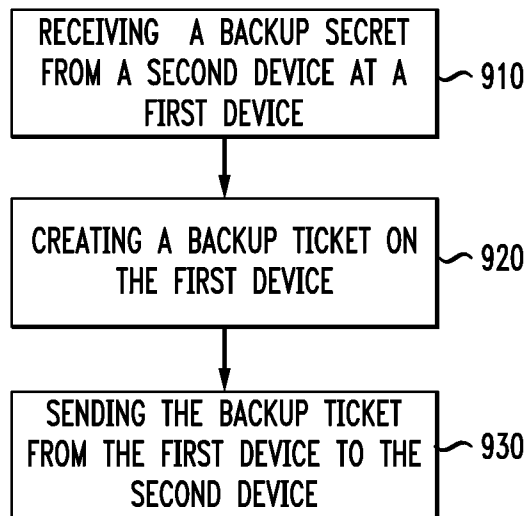 RECEIVING A BACKUP SECRET
FROM A SECOND DEVICE AT A
FIRST DEVICE
910
CREATING A BACKUP TICKET ON
THE FIRST DEVICE
920
SENDING THE BACKUP TICKET
FROM THE FIRST DEVICE TO THE
SECOND DEVICE
930